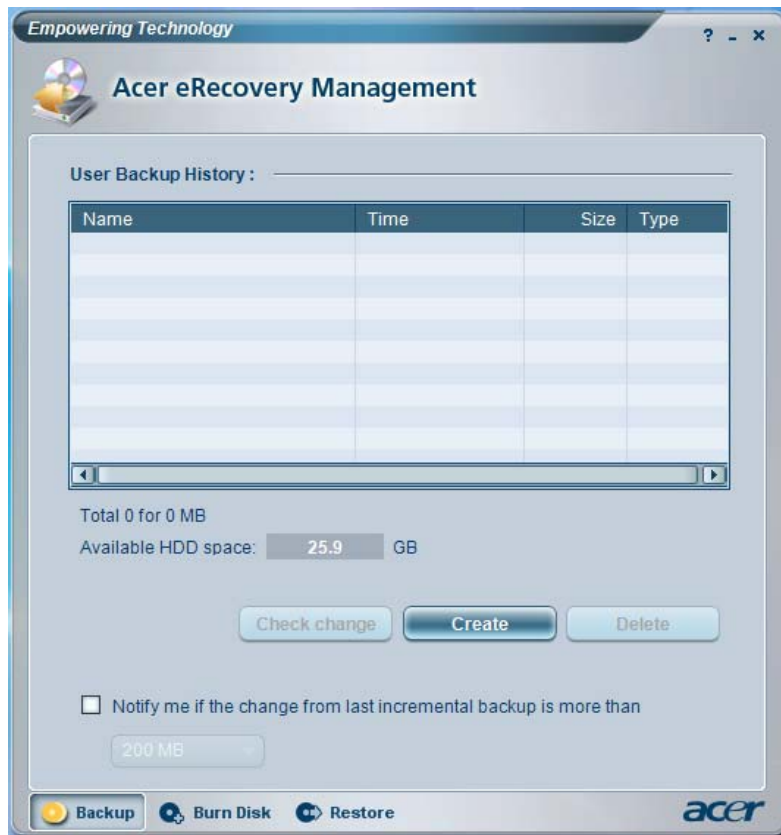 Empowering Technology
? - x
Acer eRecovery Management
User Backup History :
Name Time Size Type
Total 0 for 0 MB
Available HDD space: 25.9 GB
Check change Create Delete
Notify me if the change from last incremental backup is more than
200 MB
Backup Burn Disk Restore acer